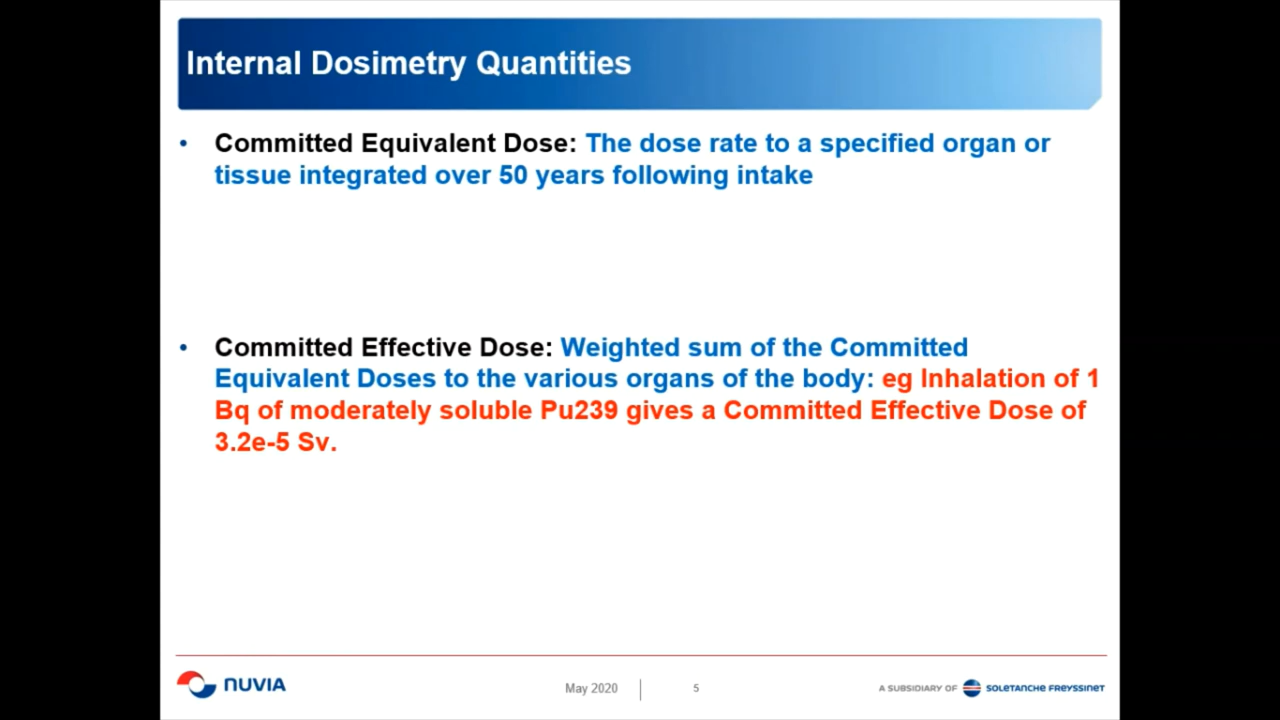 Internal Dosimetry Quantities
• Committed Equivalent Dose: The dose rate to a specified organ or
tissue integrated over 50 years following intake
• Committed Effective Dose: Weighted sum of the Committed
Equivalent Doses to the various organs of the body: eg Inhalation of 1
Bq of moderately soluble Pu239 gives a Committed Effective Dose of
3.2e-5 Sv.
NUVIA
May 2020
5
A SUBSIDIARY OF SOLETANCHE FREYSSINET